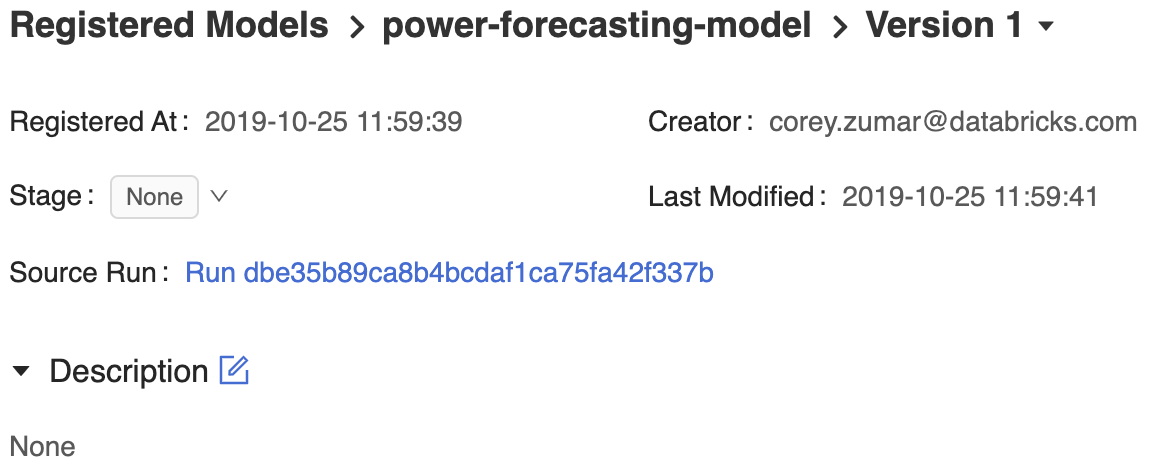 Registered Models > power-forecasting-model > Version 1
Registered At: 2019-10-25 11:59:39
Creator: corey.zumar@databricks.com
Stage: None
Last Modified: 2019-10-25 11:59:41
Source Run: Run dbe35b89ca8b4bcdaf1ca75fa42f337b
Description
None